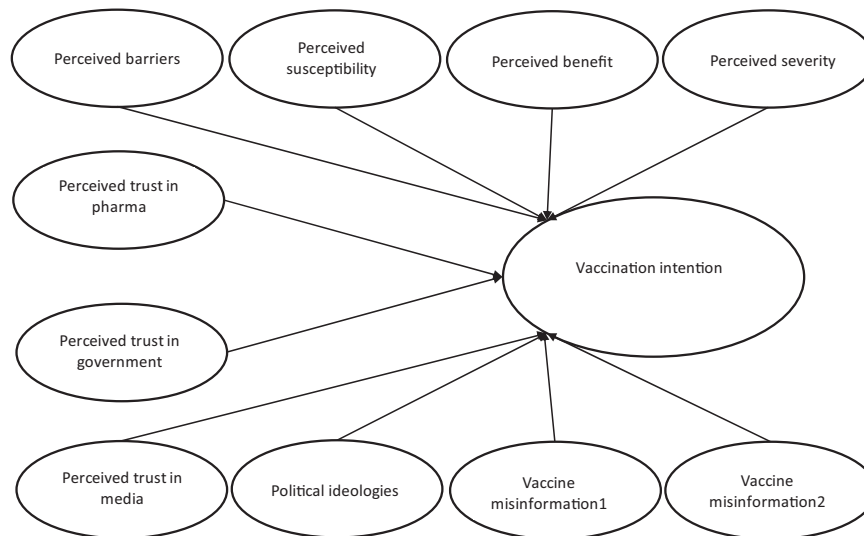 Perceived barriers
Perceived
susceptibility
Perceived benefit
Perceived severity
Perceived trust in
pharma
Vaccination intention
Perceived trust in
government
Perceived trust in
media
Political ideologies
Vaccine
misinformation1
Vaccine
misinformation2